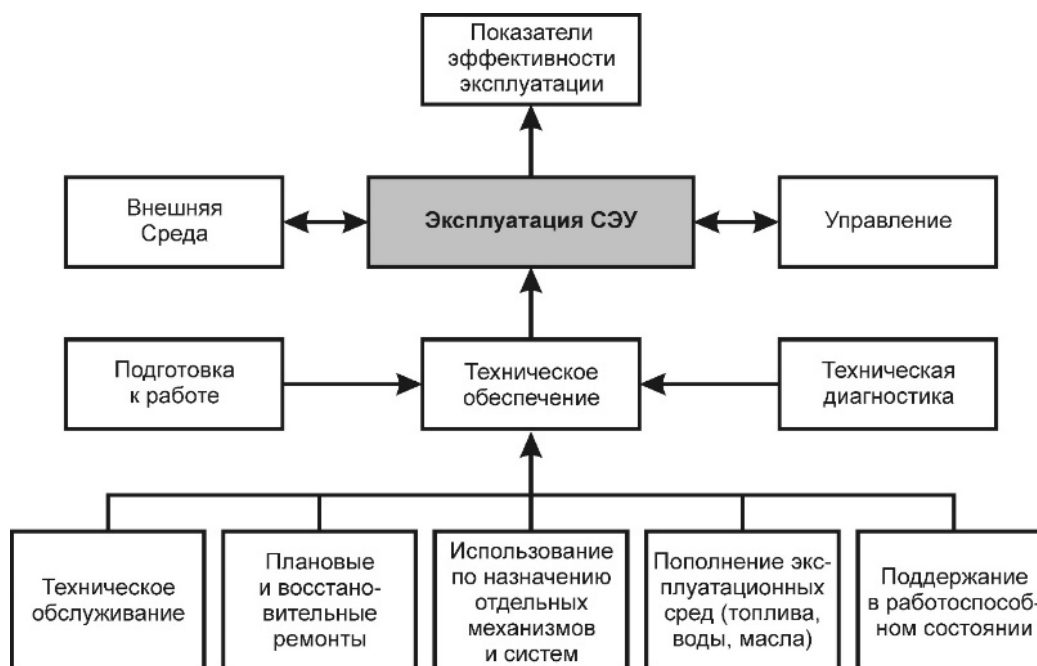 Показатели
эффективности
эксплуатации
Внешняя
Среда
Эксплуатация СЭУ
Управление
Подготовка
к работе
Техническое
обеспечение
Техническая
диагностика
Техническое
обслуживание
Плановые
и восстано-
вительные
ремонты
Использование
по назначению
отдельных
механизмов
и систем
Пополнение экс-
плуатационных
сред (топлива,
воды, масла)
Поддержание
в работоспособ-
ном состоянии